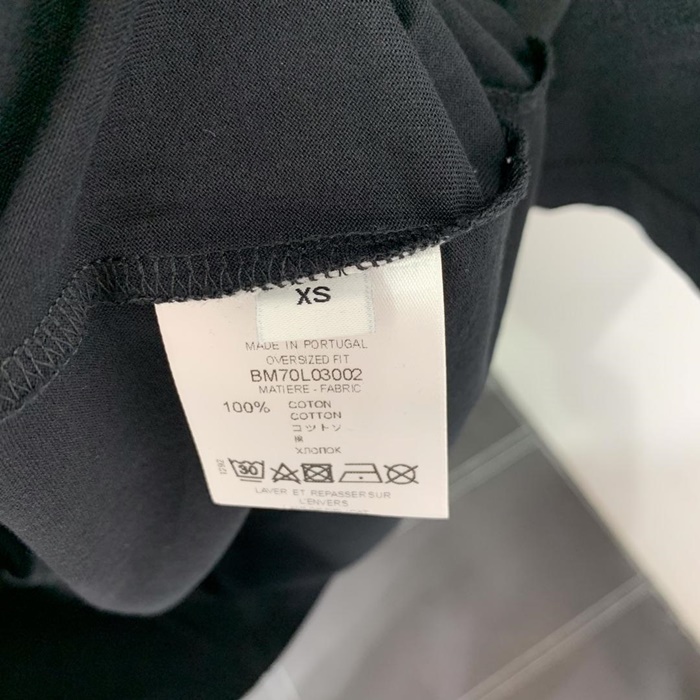 XS
MADE IN PORTUGAL
OVERSIZED FIT
BM70L03002
MATIERE - FABRIC
100% COTON
COTTON
コットン
棉
ХЛОПОК
30
LAVER ET REPASSER SUR
L'ENVERS